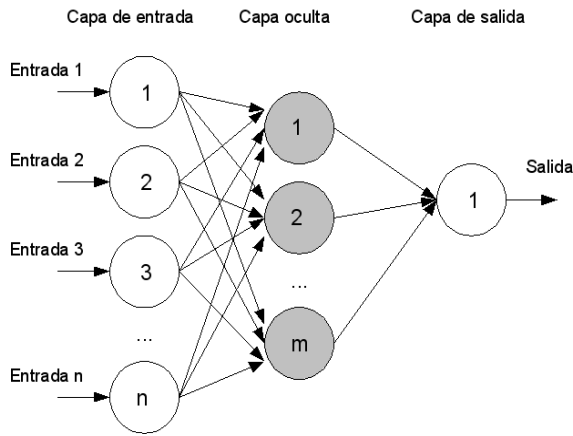 Capa de entrada
Capa oculta
Capa de salida
Entrada 1
1
Entrada 2
2
Entrada 3
3
...
Entrada n
n
1
2
...
m
1
Salida